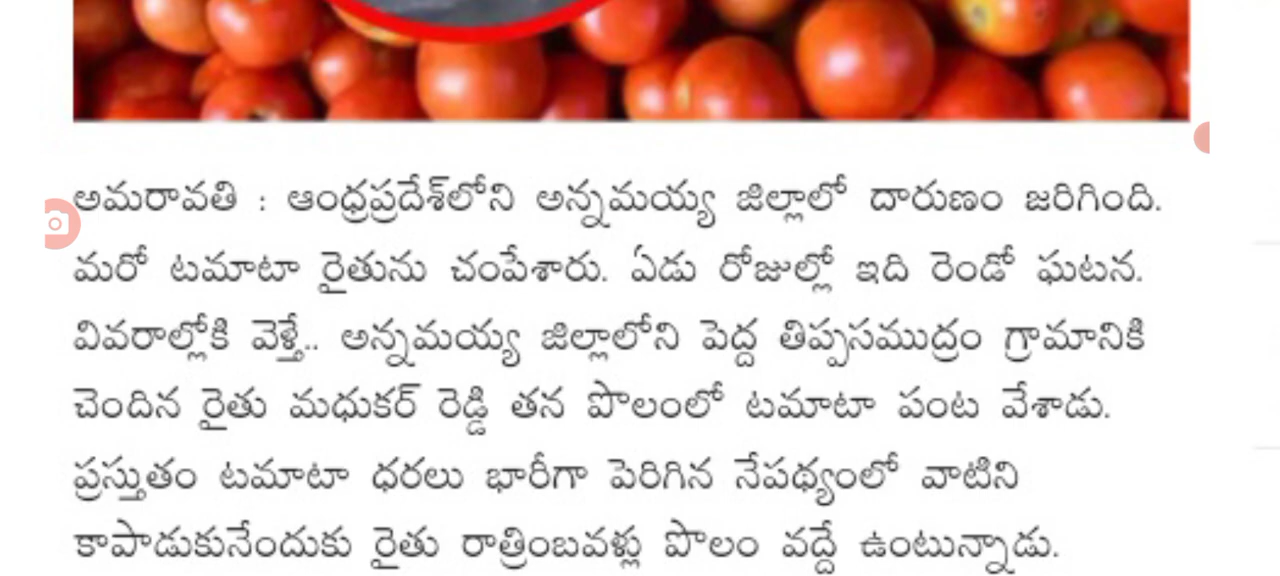 అమరావతి : ఆంధ్రప్రదేశ్‌లోని అన్నమయ్య జిల్లాలో దారుణం జరిగింది.
మరో టమాటా రైతును చంపేశారు. ఏడు రోజుల్లో ఇది రెండో ఘటన.
వివరాల్లోకి వెళ్తే.. అన్నమయ్య జిల్లాలోని పెద్ద తిప్పసముద్రం గ్రామానికి
చెందిన రైతు మధుకర్ రెడ్డి తన పొలంలో టమాటా పంట వేశాడు.
ప్రస్తుతం టమాటా ధరలు భారీగా పెరిగిన నేపథ్యంలో వాటిని
కాపాడుకునేందుకు రైతు రాత్రింబవళ్లు పొలం వద్దే ఉంటున్నాడు.